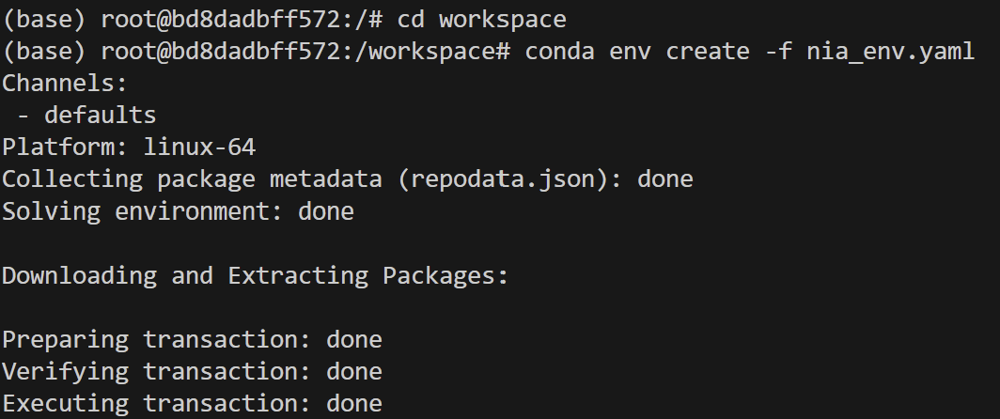 (base) root@bd8dadbff572:/# cd workspace
(base) root@bd8dadbff572:/workspace# conda env create -f nia_env.yaml
Channels:
 - defaults
Platform: linux-64
Collecting package metadata (repodata.json): done
Solving environment: done

Downloading and Extracting Packages:

Preparing transaction: done
Verifying transaction: done
Executing transaction: done